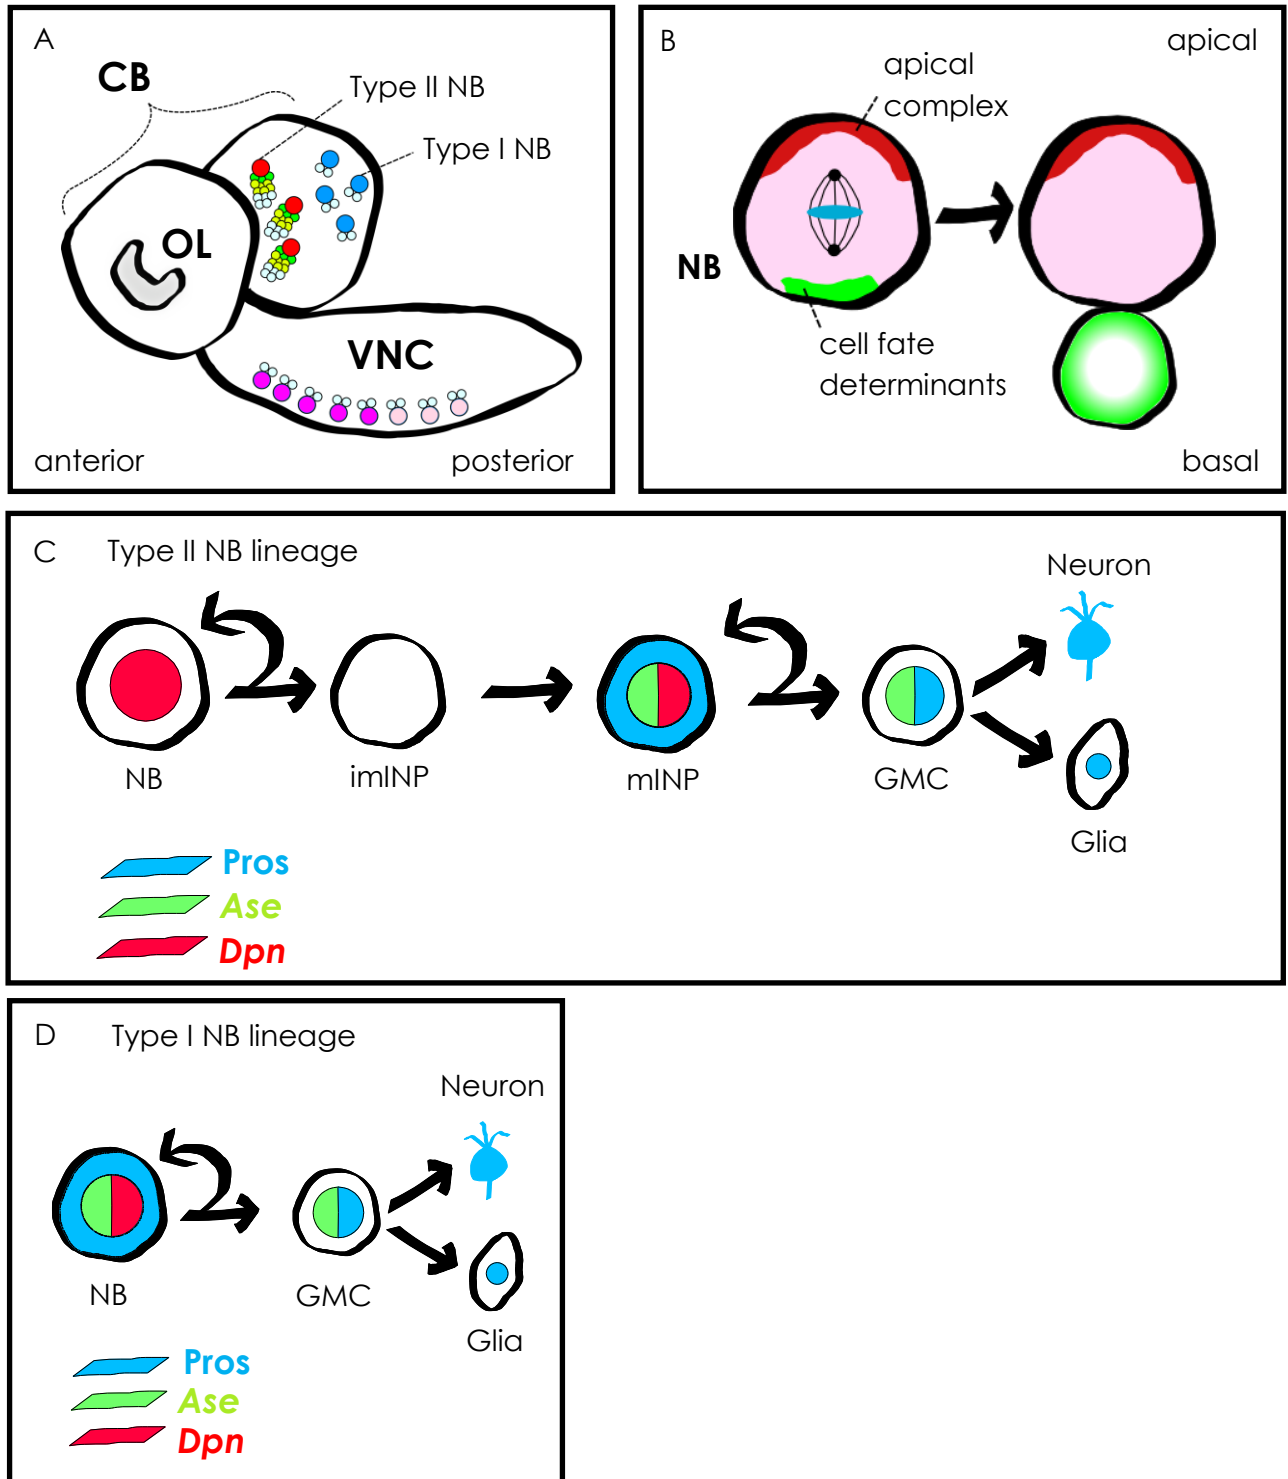 A
CB
Type II NB
Type I NB
OL
VNC
anterior
posterior
B
apical
apical
complex
NB
cell fate
determinants
basal
C
Type II NB lineage
Neuron
NB
imINP
mINP
GMC
Glia
Pros
Ase
Dpn
D
Type I NB lineage
Neuron
NB
GMC
Glia
Pros
Ase
Dpn